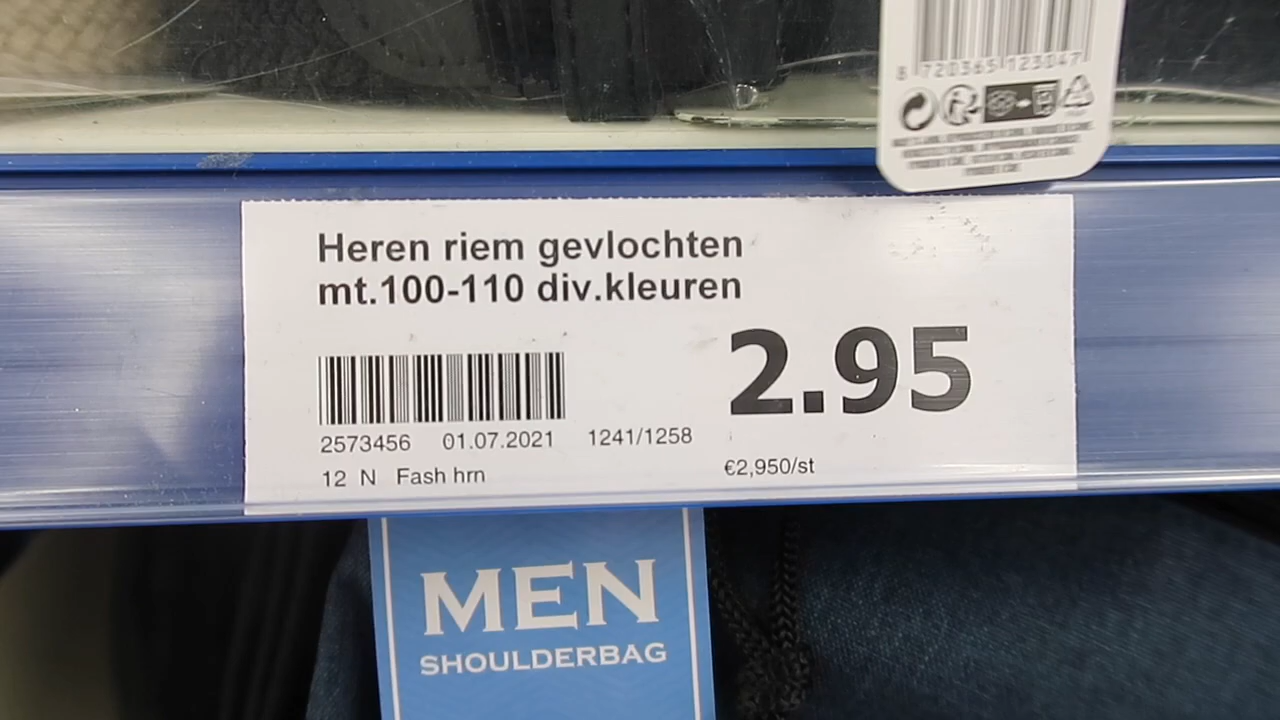 8 720365 123047
Heren riem gevlochten
mt.100-110 div.kleuren
2.95
2573456 01.07.2021 1241/1258
12 N Fash hrn
€2,950/st
MEN
SHOULDERBAG